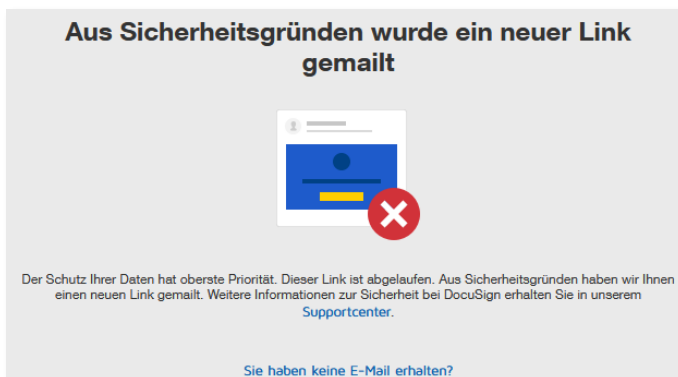 Aus Sicherheitsgründen wurde ein neuer Link
gemailt
Der Schutz Ihrer Daten hat oberste Priorität. Dieser Link ist abgelaufen. Aus Sicherheitsgründen haben wir Ihnen
einen neuen Link gemailt. Weitere Informationen zur Sicherheit bei DocuSign erhalten Sie in unserem
Supportcenter.
Sie haben keine E-Mail erhalten?